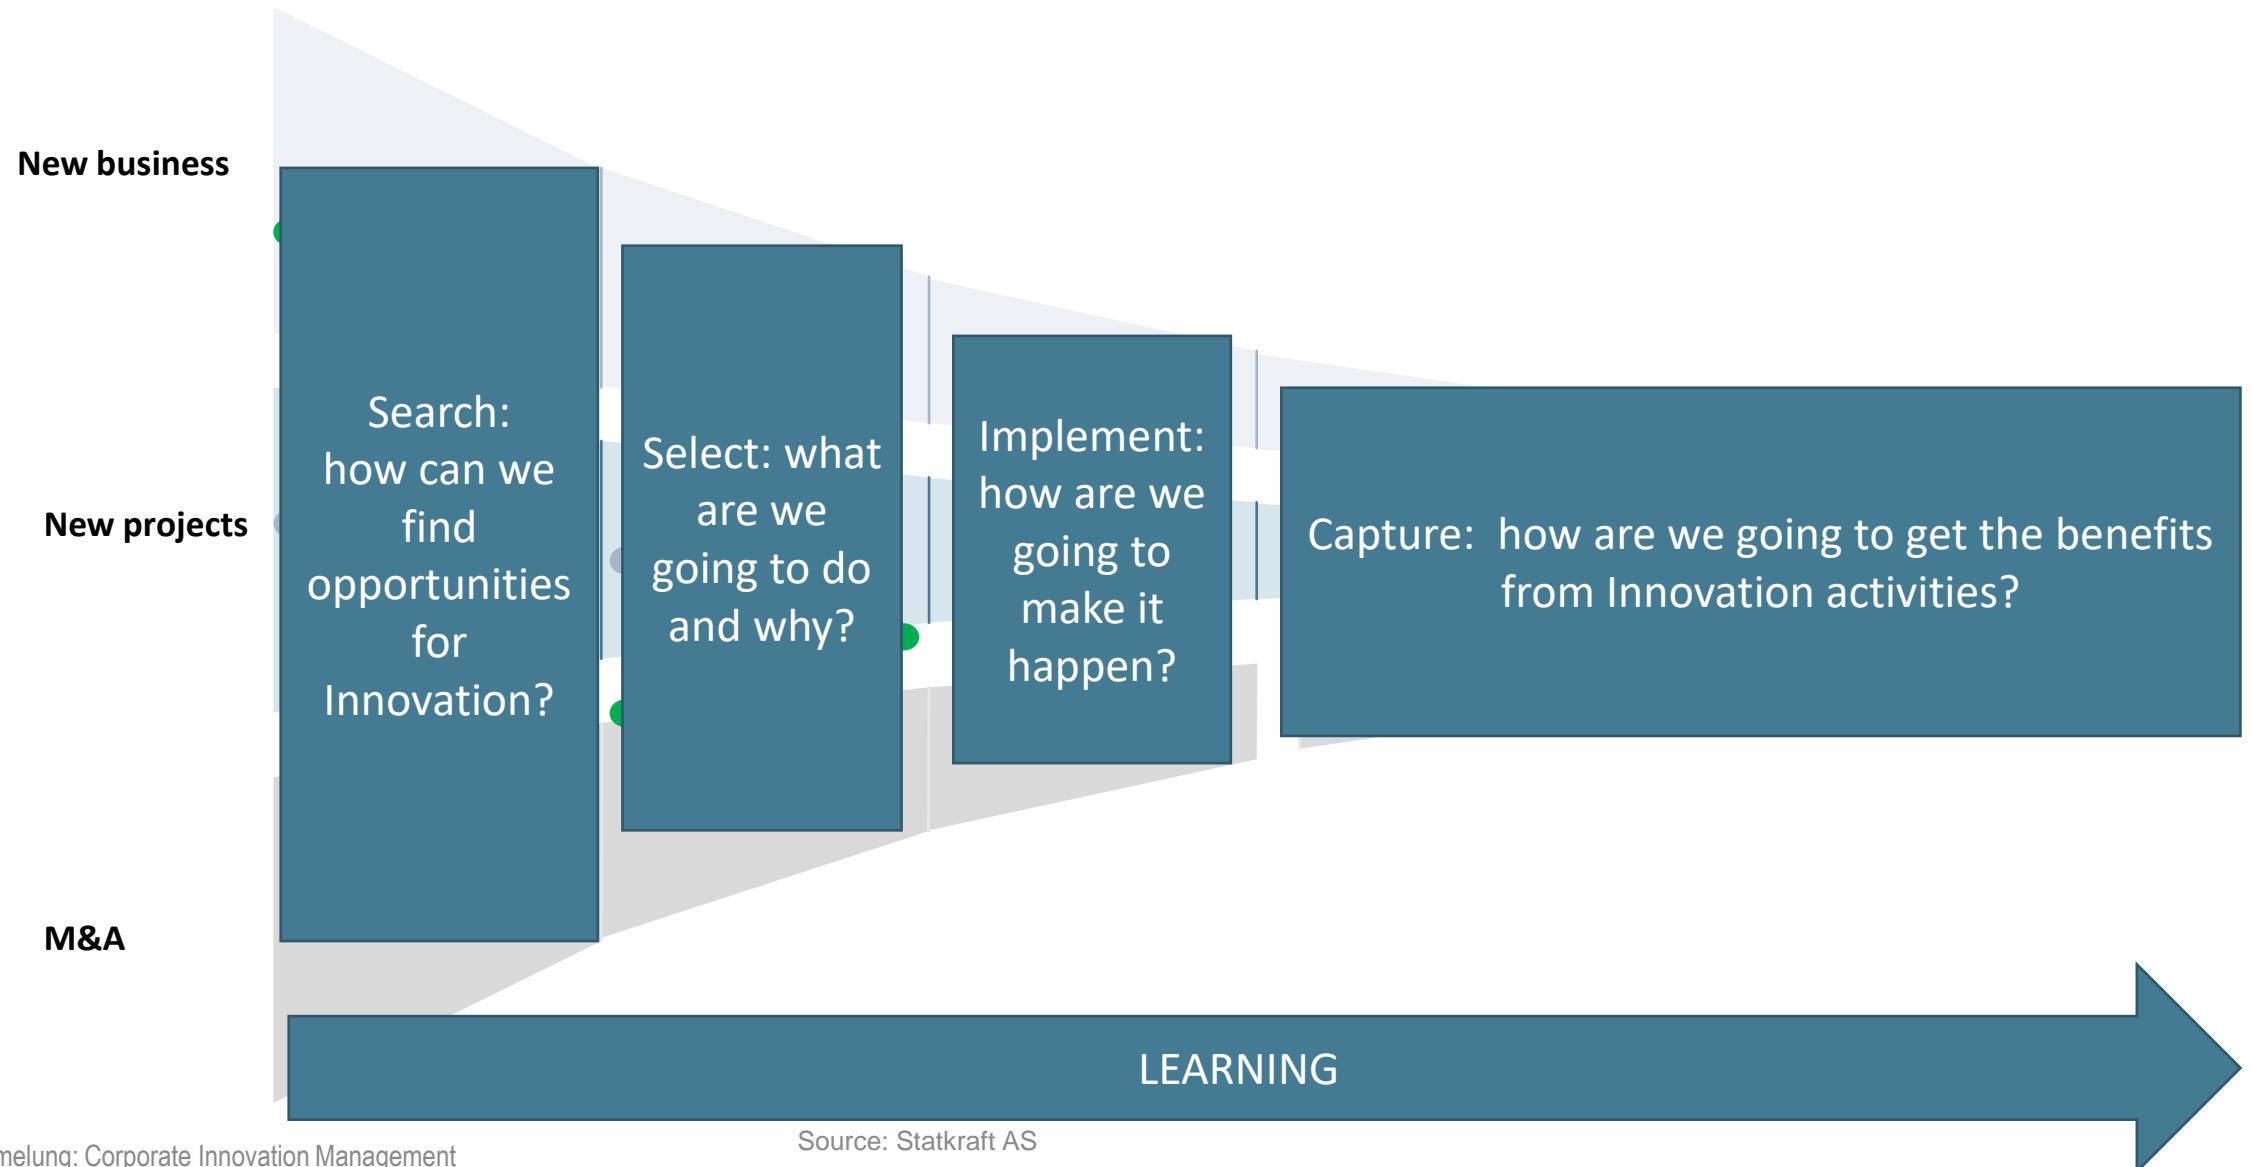 New business
New projects
M&A
Search:
how can we
find
opportunities
for
Innovation?
Select: what
are we
going to do
and why?
Implement:
how are we
going to
make it
happen?
Capture:  how are we going to get the benefits
from Innovation activities?
LEARNING
Source: Statkraft AS
Corporate Innovation Management